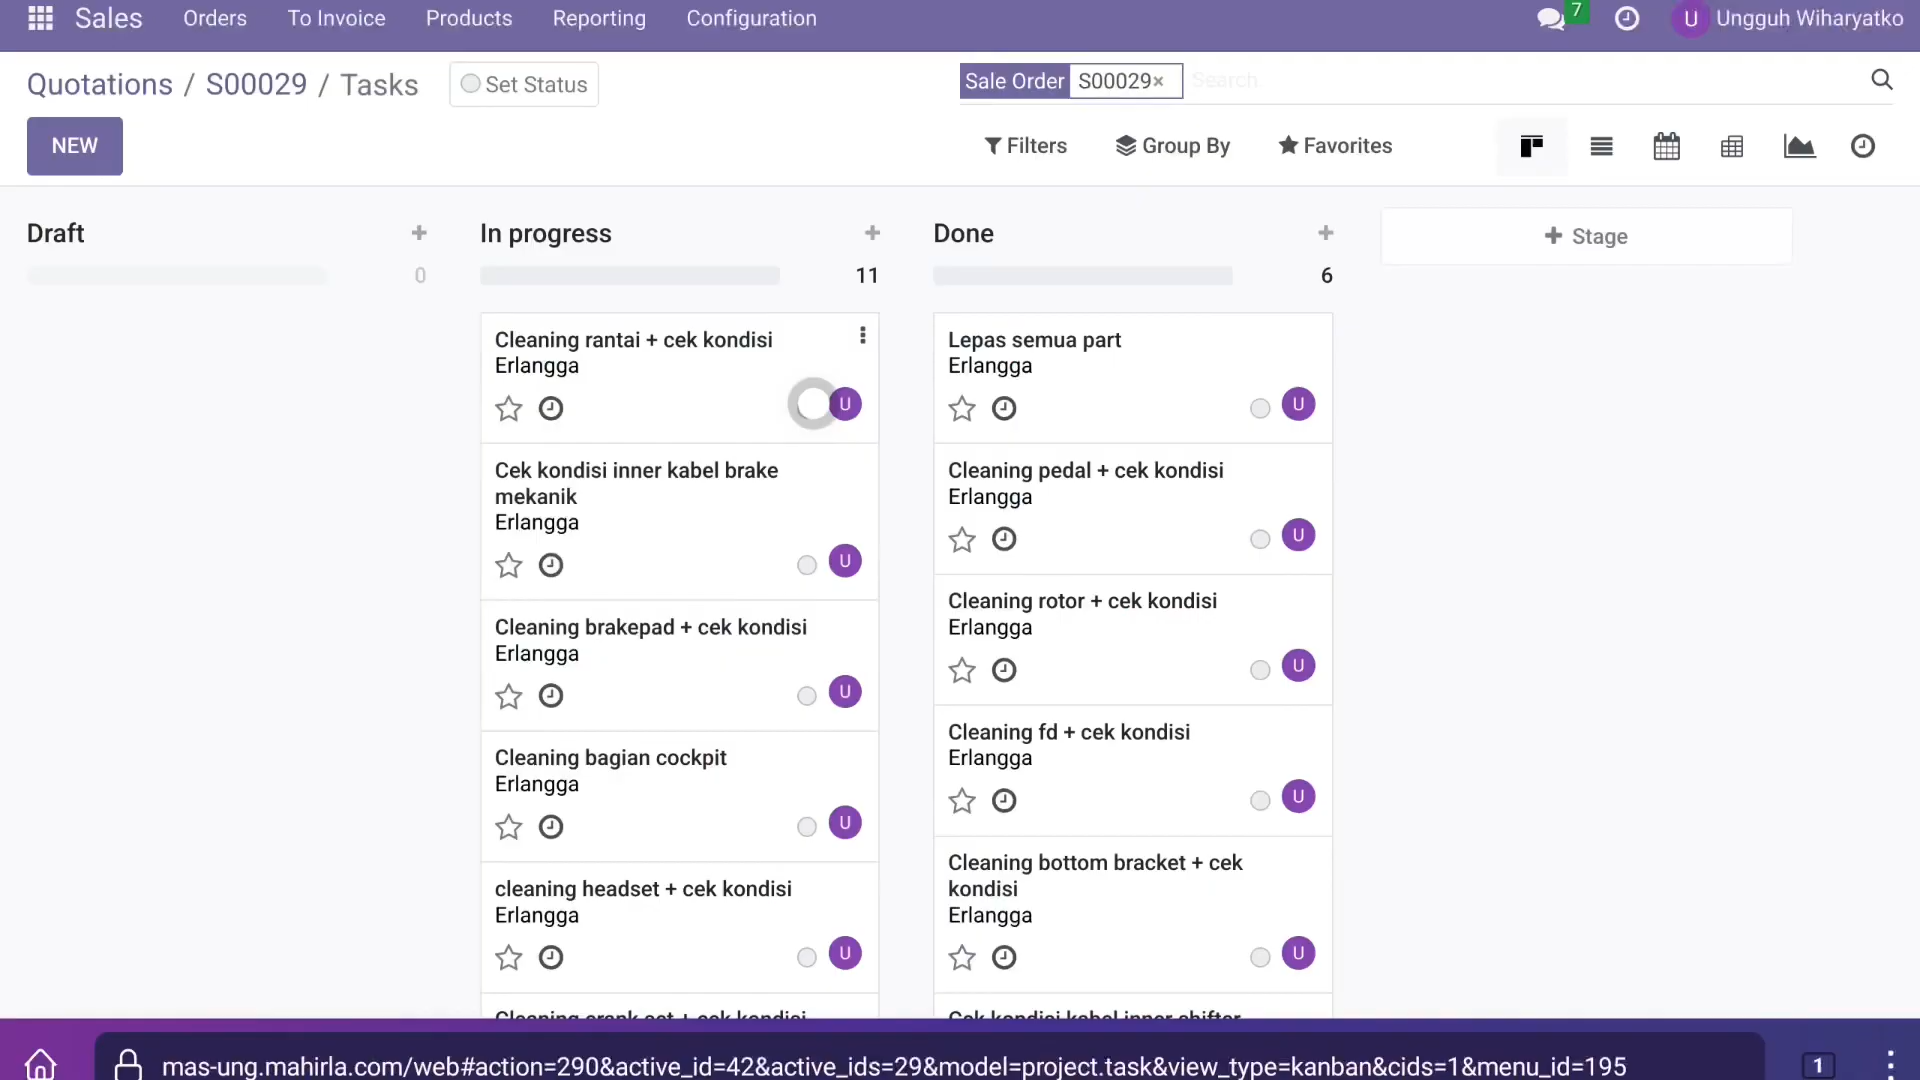 Sales Orders To Invoice Products Reporting Configuration 7 U Ungguh Wiharyatko
Quotations / S00029 / Tasks Set Status Sale Order S00029× Search
NEW Filters Group By Favorites
Draft + In progress + Done + + Stage
0 11 6
Cleaning rantai + cek kondisi
Erlangga
U
Cek kondisi inner kabel brake
mekanik
Erlangga
U
Cleaning brakepad + cek kondisi
Erlangga
U
Cleaning bagian cockpit
Erlangga
U
cleaning headset + cek kondisi
Erlangga
U
Cleaning crank set + cek kondisi
Lepas semua part
Erlangga
U
Cleaning pedal + cek kondisi
Erlangga
U
Cleaning rotor + cek kondisi
Erlangga
U
Cleaning fd + cek kondisi
Erlangga
U
Cleaning bottom bracket + cek
kondisi
Erlangga
U
Cek kondisi kabel inner shifter
mas-ung.mahirla.com/web#action=290&active_id=42&active_ids=29&model=project.task&view_type=kanban&cids=1&menu_id=195 1